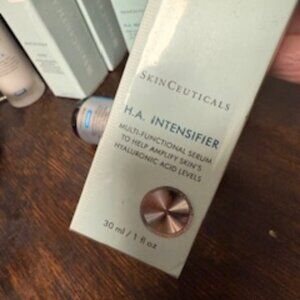 SKINCEUTICALS
H.A. INTENSIFIER
MULTI-FUNCTIONAL SERUM
TO HELP AMPLIFY SKIN'S
HYALURONIC ACID LEVELS
30 ml / 1 fl oz